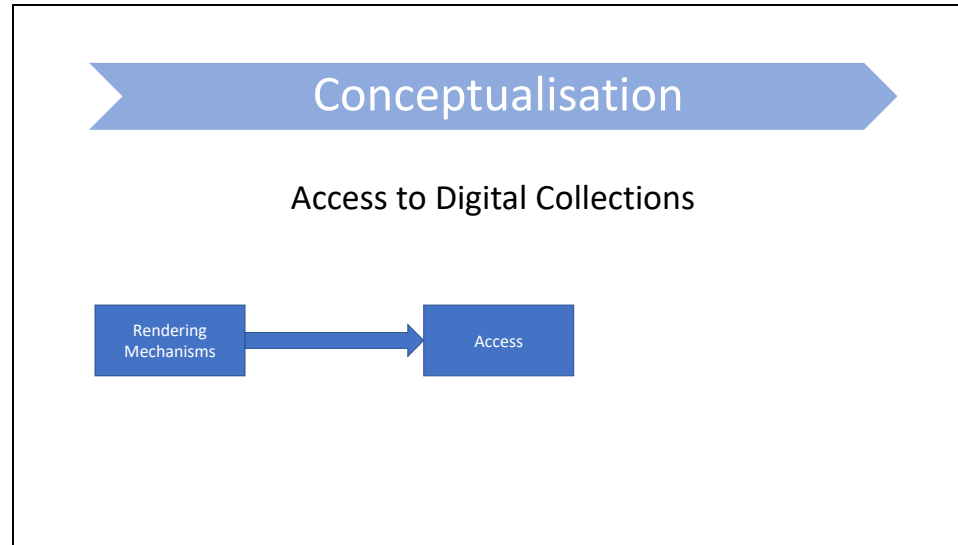 Conceptualisation
Access to Digital Collections
Rendering
Mechanisms
Access